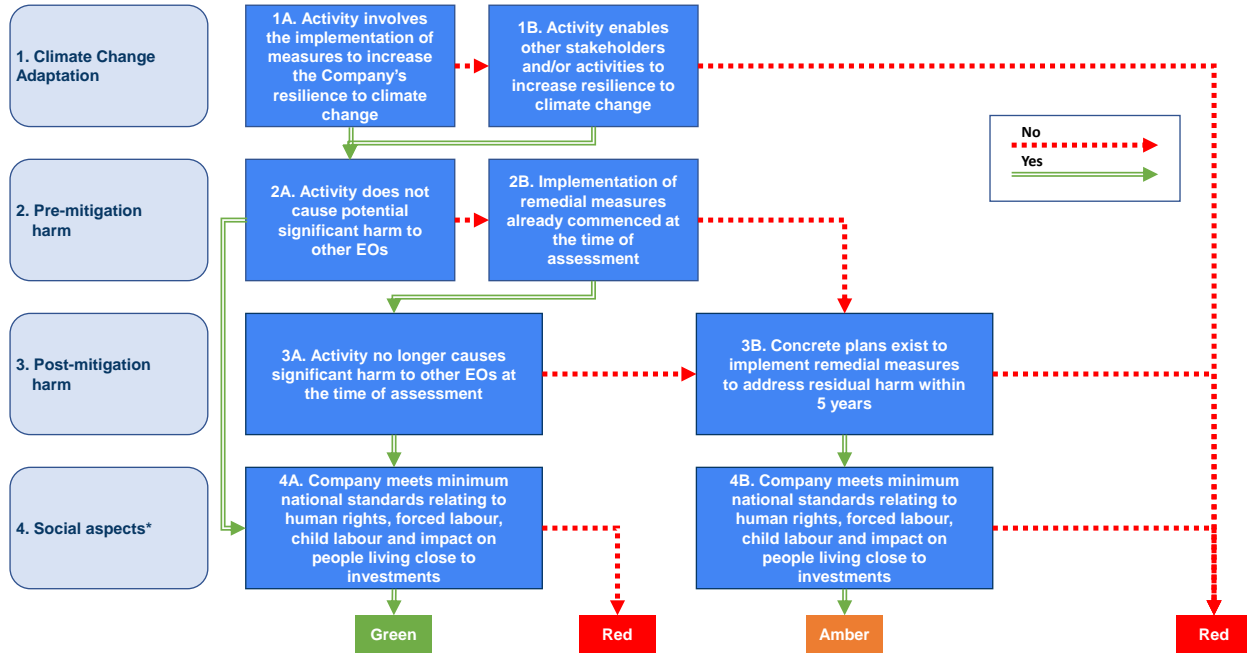 1. Climate Change
Adaptation
1A. Activity involves
the implementation of
measures to increase
the Company's
resilience to climate
change
1B. Activity enables
other stakeholders
and/or activities to
increase resilience to
climate change
No
Yes
2. Pre-mitigation
harm
2A. Activity does not
cause potential
significant harm to
other EOs
2B. Implementation of
remedial measures
already commenced at
the time of
assessment
3. Post-mitigation
harm
3A. Activity no longer causes
significant harm to other EOs at
the time of assessment
3B. Concrete plans exist to
implement remedial measures
to address residual harm within
5 years
4. Social aspects*
4A. Company meets minimum
national standards relating to
human rights, forced labour,
child labour and impact on
people living close to
investments
4B. Company meets minimum
national standards relating to
human rights, forced labour,
child labour and impact on
people living close to
investments
Green
Red
Amber
Red